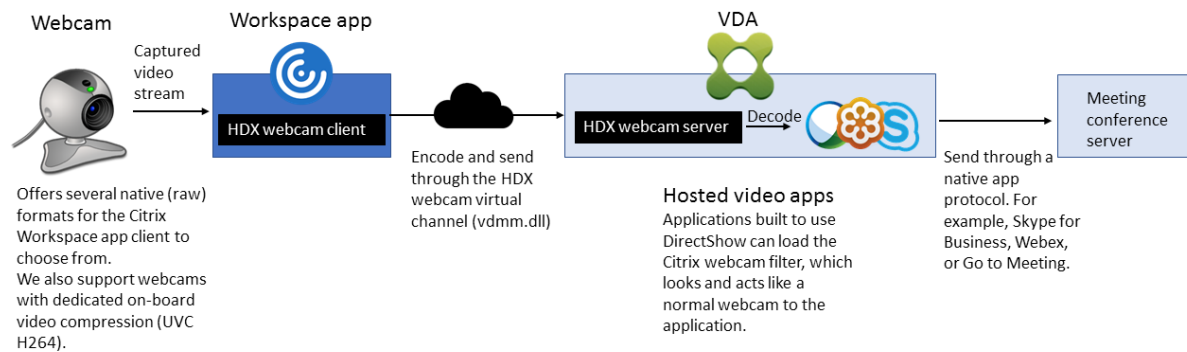 Webcam
Workspace app
VDA
Captured
video
stream
HDX webcam client
HDX webcam server
Decode
Meeting
conference
server
Offers several native (raw)
formats for the Citrix
Workspace app client to
choose from.
We also support webcams
with dedicated on-board
video compression (UVC
H264).
Encode and send
through the HDX
webcam virtual
channel (vdmm.dll)
Hosted video apps
Applications built to use
DirectShow can load the
Citrix webcam filter, which
looks and acts like a
normal webcam to the
application.
Send through a
native app
protocol. For
example, Skype for
Business, Webex,
or Go to Meeting.